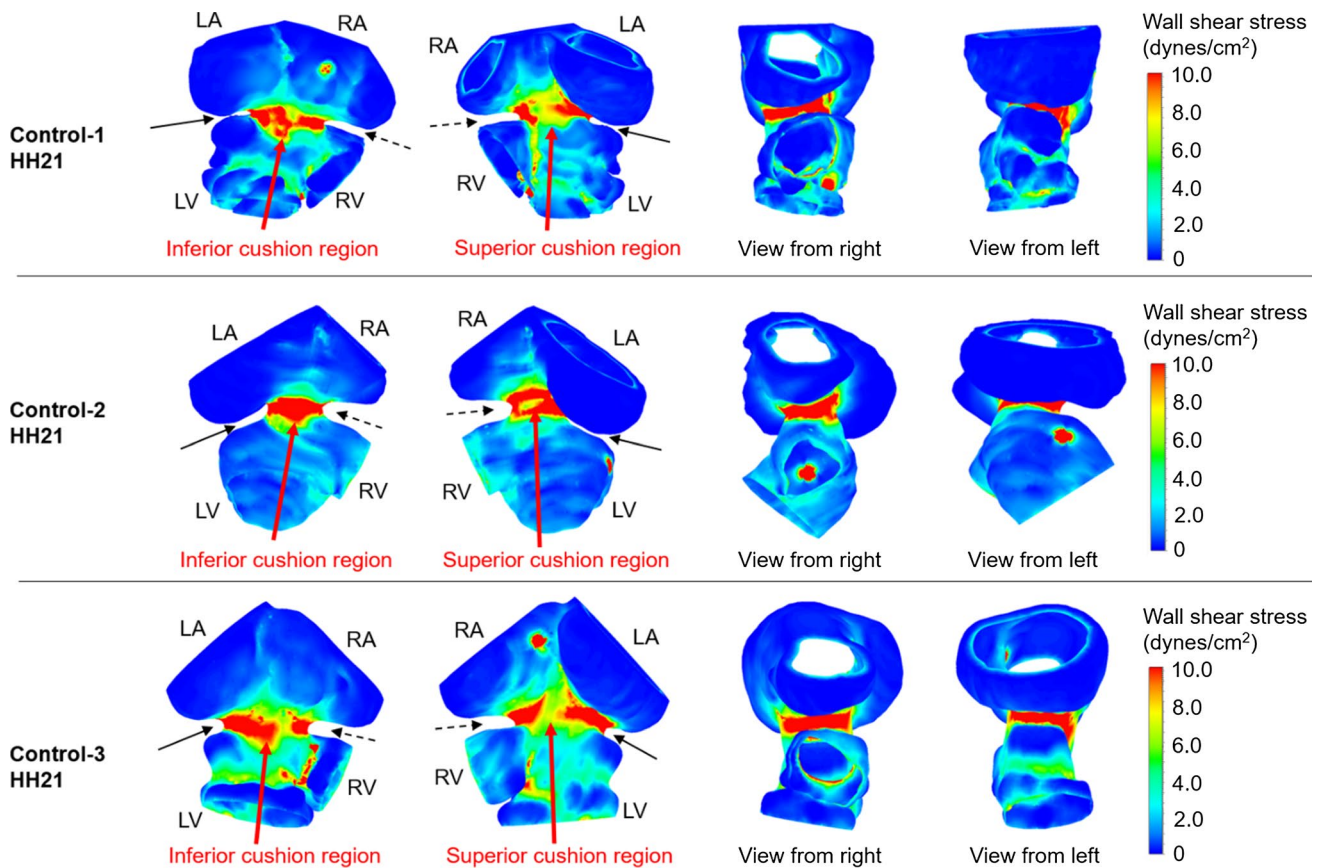 LA
RA
RA
LA
Wall shear stress
(dynes/cm²)
10.0
8.0
6.0
4.0
2.0
0
Control-1
HH21
LV
RV
RV
LV
Inferior cushion region
Superior cushion region
View from right
View from left
LA
RA
RA
LA
Wall shear stress
(dynes/cm²)
10.0
8.0
6.0
4.0
2.0
0
Control-2
HH21
LV
RV
RV
LV
Inferior cushion region
Superior cushion region
View from right
View from left
LA
RA
RA
LA
Wall shear stress
(dynes/cm²)
10.0
8.0
6.0
4.0
2.0
0
Control-3
HH21
LV
RV
RV
LV
Inferior cushion region
Superior cushion region
View from right
View from left